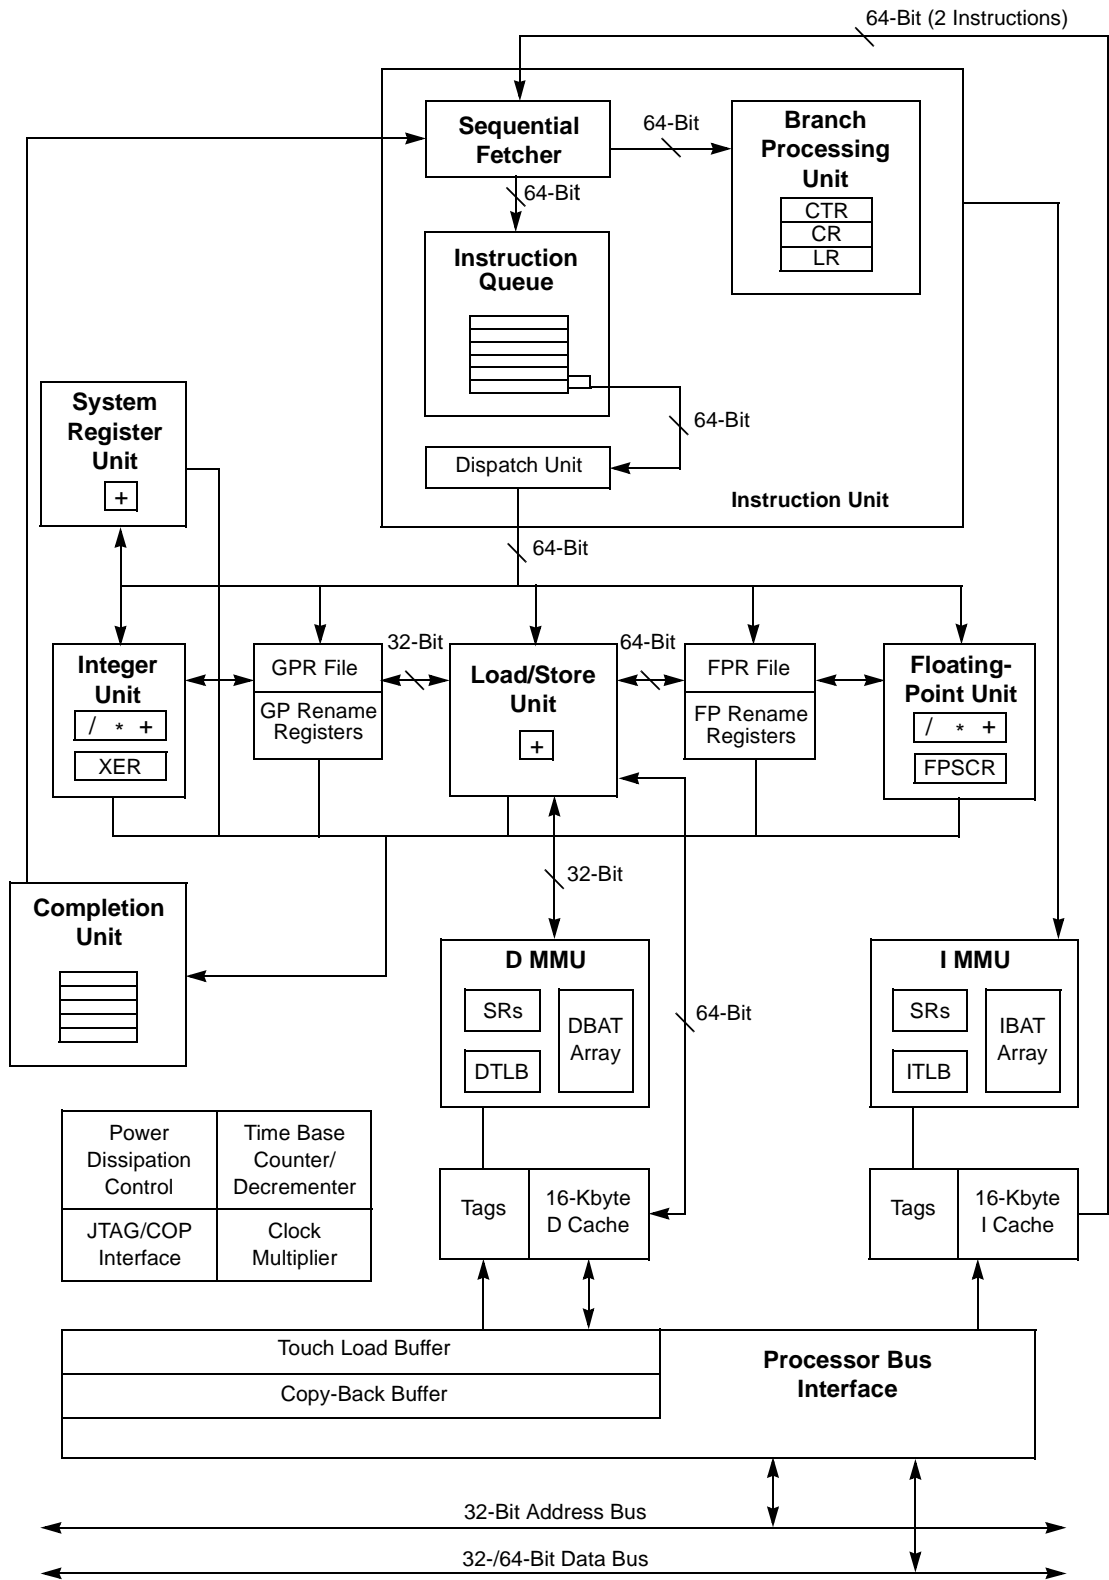 64-Bit (2 Instructions)
Sequential
Fetcher
64-Bit
Branch
Processing
Unit
CTR
CR
LR
64-Bit
Instruction
Queue
64-Bit
Dispatch Unit
Instruction Unit
System
Register
Unit
+
64-Bit
Integer
Unit
/ * +
XER
GPR File
GP Rename
Registers
32-Bit
Load/Store
Unit
+
64-Bit
FPR File
FP Rename
Registers
Floating-
Point Unit
/ * +
FPSCR
32-Bit
Completion
Unit
D MMU
SRs
DTLB
DBAT
Array
64-Bit
I MMU
SRs
ITLB
IBAT
Array
Power
Dissipation
Control
Time Base
Counter/
Decrementer
JTAG/COP
Interface
Clock
Multiplier
Tags
16-Kbyte
D Cache
Tags
16-Kbyte
I Cache
Touch Load Buffer
Copy-Back Buffer
Processor Bus
Interface
32-Bit Address Bus
32-/64-Bit Data Bus